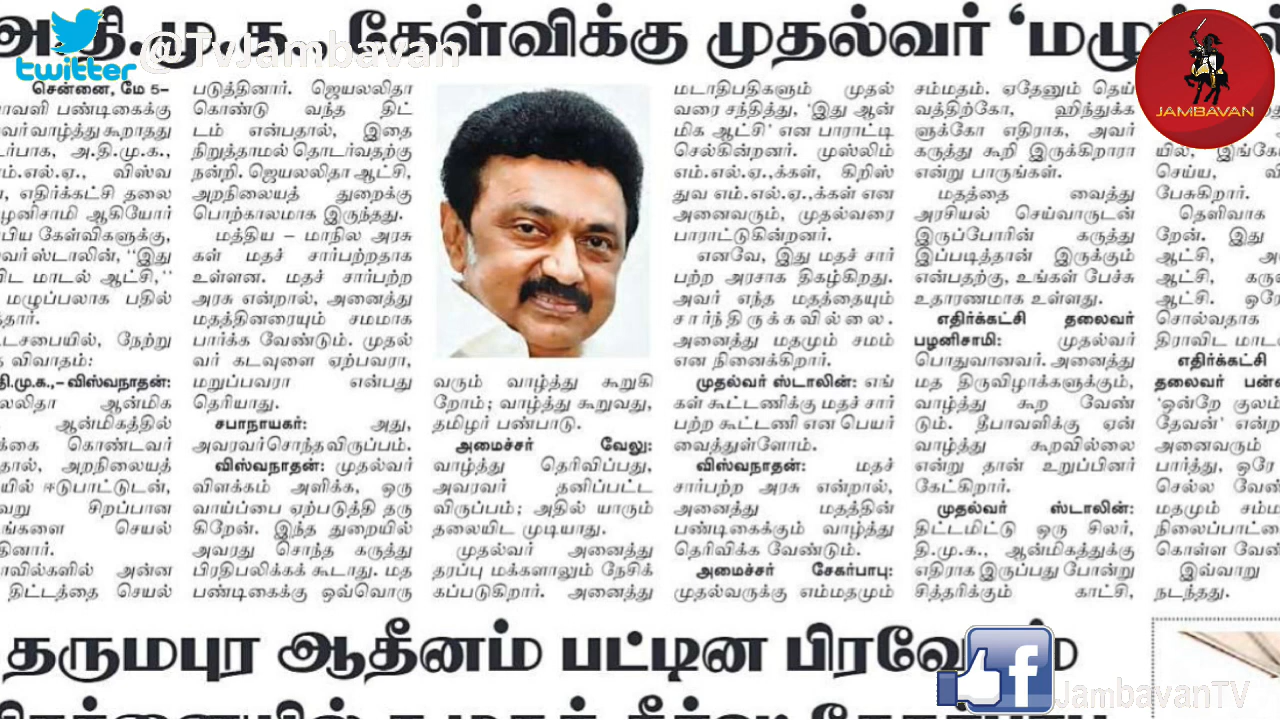 அ.தி.மு.க., கேள்விக்கு முதல்வர் ‘மழுப்பல்
twitter
@TvJambavan
JAMBAVAN
சென்னை, மே 5–
பாவளி பண்டிகைக்கு
வர் வாழ்த்து கூறாதது
டர்பாக, அ.தி.மு.க.,
ம்.எல்.ஏ., விஸ்வ
எதிர்க்கட்சி தலை
ழனிசாமி ஆகியோர்
பிய கேள்விகளுக்கு,
வர் ஸ்டாலின், ‘‘இது
விட மாடல் ஆட்சி,’’
மழுப்பலாக பதில்
தார்.
டசபையில், நேற்று
விவாதம்:
தி.மு.க.,– விஸ்வநாதன்:
லலிதா ஆன்மிக
ஆன்மிகத்தில்
க்கை கொண்டவர்
தால், அறநிலையத்
யில் ஈடுபாட்டுடன்,
வறு சிறப்பான
ங்களை செயல்
தினார்.
ாவில்களில் அன்ன
திட்டத்தை செயல்
படுத்தினார். ஜெயலலிதா
கொண்டு வந்த திட்
டம் என்பதால், இதை
நிறுத்தாமல் தொடர்வதற்கு
நன்றி. ஜெயலலிதா ஆட்சி,
அறநிலையத் துறைக்கு
பொற்காலமாக இருந்தது.
மத்திய – மாநில அரசு
கள் மதச் சார்பற்றதாக
உள்ளன. மதச் சார்பற்ற
அரசு என்றால், அனைத்து
மதத்தினரையும் சமமாக
பார்க்க வேண்டும். முதல்
வர் கடவுளை ஏற்பவரா,
மறுப்பவரா என்பது
தெரியாது.
சபாநாயகர்: அது,
அவரவர் சொந்த விருப்பம்.
விஸ்வநாதன்: முதல்வர்
விளக்கம் அளிக்க, ஒரு
வாய்ப்பை ஏற்படுத்தி தரு
கிறேன். இந்த துறையில்
அவரது சொந்த கருத்து
பிரதிபலிக்கக் கூடாது. மத
பண்டிகைக்கு ஒவ்வொரு
வரும் வாழ்த்து கூறுகி
றோம்; வாழ்த்து கூறுவது,
தமிழர் பண்பாடு.
அமைச்சர் வேலு:
வாழ்த்து தெரிவிப்பது,
அவரவர் தனிப்பட்ட
விருப்பம்; அதில் யாரும்
தலையிட முடியாது.
முதல்வர் அனைத்து
தரப்பு மக்களாலும் நேசிக்
கப்படுகிறார். அனைத்து
மடாதிபதிகளும் முதல்
வரை சந்தித்து, ‘இது ஆன்
மிக ஆட்சி’ என பாராட்டி
செல்கின்றனர். முஸ்லிம்
எம்.எல்.ஏ.,க்கள், கிறிஸ்
துவ எம்.எல்.ஏ.,க்கள் என
அனைவரும், முதல்வரை
பாராட்டுகின்றனர்.
எனவே, இது மதச் சார்
பற்ற அரசாக திகழ்கிறது.
அவர் எந்த மதத்தையும்
சார்ந்திருக்கவில்லை.
அனைத்து மதமும் சமம்
என நினைக்கிறார்.
முதல்வர் ஸ்டாலின்: எங்
கள் கூட்டணிக்கு மதச் சார்
பற்ற கூட்டணி என பெயர்
வைத்துள்ளோம்.
விஸ்வநாதன்: மதச்
சார்பற்ற அரசு என்றால்,
அனைத்து மதத்தின்
பண்டிகைக்கும் வாழ்த்து
தெரிவிக்க வேண்டும்.
அமைச்சர் சேகர்பாபு:
முதல்வருக்கு எம்மதமும்
சம்மதம். ஏதேனும் தெய்
வத்திற்கோ, ஹிந்துக்க
ளுக்கோ எதிராக, அவர்
கருத்து கூறி இருக்கிறாரா
என்று பாருங்கள்.
மதத்தை வைத்து
அரசியல் செய்வாருடன்
இருப்போரின் கருத்து
இப்படித்தான் இருக்கும்
என்பதற்கு, உங்கள் பேச்சு
உதாரணமாக உள்ளது.
எதிர்க்கட்சி தலைவர்
பழனிசாமி: முதல்வர்
பொதுவானவர். அனைத்து
மத திருவிழாக்களுக்கும்,
வாழ்த்து கூற வேண்
டும். தீபாவளிக்கு ஏன்
வாழ்த்து கூறவில்லை
என்று தான் உறுப்பினர்
கேட்கிறார்.
முதல்வர் ஸ்டாலின்:
திட்டமிட்டு ஒரு சிலர்,
தி.மு.க., ஆன்மிகத்துக்கு
எதிராக இருப்பது போன்று
சித்தரிக்கும் காட்சி,
யில், இங்கே
செய்ய, வி
பேசுகிறார்.
தெளிவாக
றேன். இது
ஆட்சி, அ
ஆட்சி, கரு
ஆட்சி. ஒரே
சொல்வதாக
திராவிட மாட
எதிர்க்கட்சி
தலைவர் பன்
‘ஒன்றே குலம்
தேவன்’ என்ற
அனைவரும்
பார்த்து, ஒரே
செல்ல வேண்
மதமும் சம்ம
நிலைப்பாட்டை
கொள்ள வேண்
இவ்வாறு
நடந்தது.
தருமபுர ஆதீனம் பட்டின பிரவே
f JambavanTV